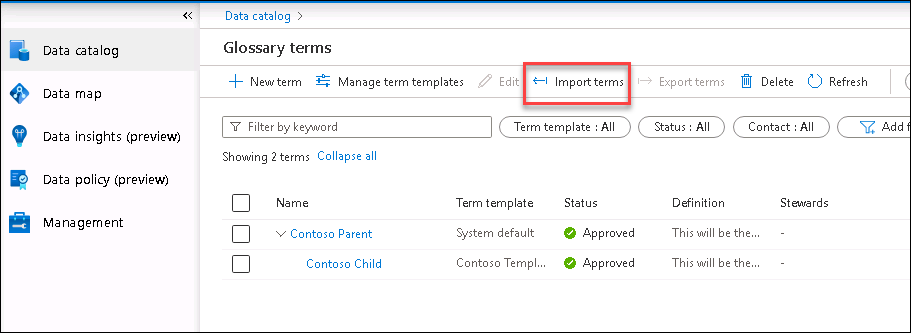 «
Data catalog >
Data catalog
Data map
Data insights (preview)
Data policy (preview)
Management
Glossary terms
New term Manage term templates Edit Import terms Export terms Delete Refresh
Filter by keyword Term template : All Status : All Contact : All Add f
Showing 2 terms Collapse all
Name Term template Status Definition Stewards
Contoso Parent System default Approved This will be the... -
Contoso Child Contoso Templ... Approved This will be the... -